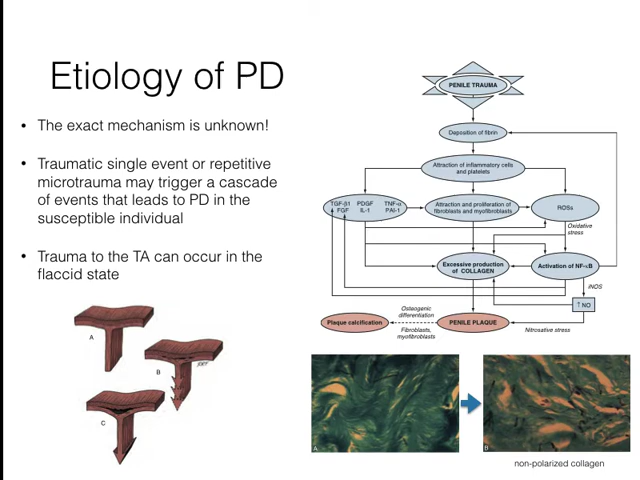 Etiology of PD
• The exact mechanism is unknown!
• Traumatic single event or repetitive
microtrauma may trigger a cascade
of events that leads to PD in the
susceptible individual
• Trauma to the TA can occur in the
flaccid state
A
B
C
PENILE TRAUMA
Deposition of fibrin
Attraction of inflammatory cells
and platelets
TGF-β1 PDGF TNF-α
FGF IL-1 PAI-1
Attraction and proliferation of
fibroblasts and myofibroblasts
ROSs
Oxidative
stress
Excessive production
of COLLAGEN
Activation of NF-κB
iNOS
↑ NO
Osteogenic
differentiation
Plaque calcification
PENILE PLAQUE
Fibroblasts,
myofibroblasts
Nitrosative stress
A
B
non-polarized collagen